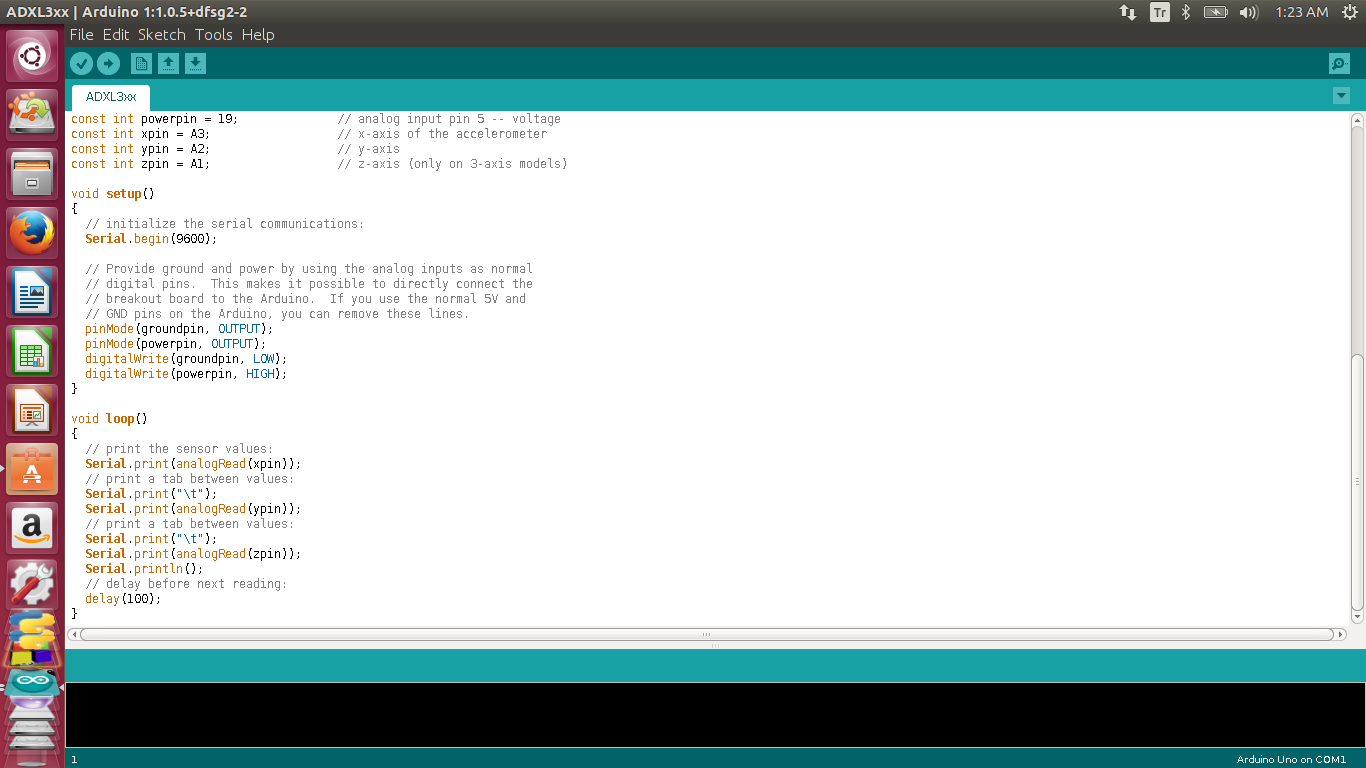 ADXL3xx | Arduino 1:1.0.5+dfsg2-2
Tr
1:23 AM
File Edit Sketch Tools Help
ADXL3xx
const int powerpin = 19;              // analog input pin 5 -- voltage
const int xpin = A3;                  // x-axis of the accelerometer
const int ypin = A2;                  // y-axis
const int zpin = A1;                  // z-axis (only on 3-axis models)
void setup()
{
  // initialize the serial communications:
  Serial.begin(9600);
  // Provide ground and power by using the analog inputs as normal
  // digital pins.  This makes it possible to directly connect the
  // breakout board to the Arduino.  If you use the normal 5V and
  // GND pins on the Arduino, you can remove these lines.
  pinMode(groundpin, OUTPUT);
  pinMode(powerpin, OUTPUT);
  digitalWrite(groundpin, LOW);
  digitalWrite(powerpin, HIGH);
}
void loop()
{
  // print the sensor values:
  Serial.print(analogRead(xpin));
  // print a tab between values:
  Serial.print("\t");
  Serial.print(analogRead(ypin));
  // print a tab between values:
  Serial.print("\t");
  Serial.print(analogRead(zpin));
  Serial.println();
  // delay before next reading:
  delay(100);
}
1
Arduino Uno on COM1